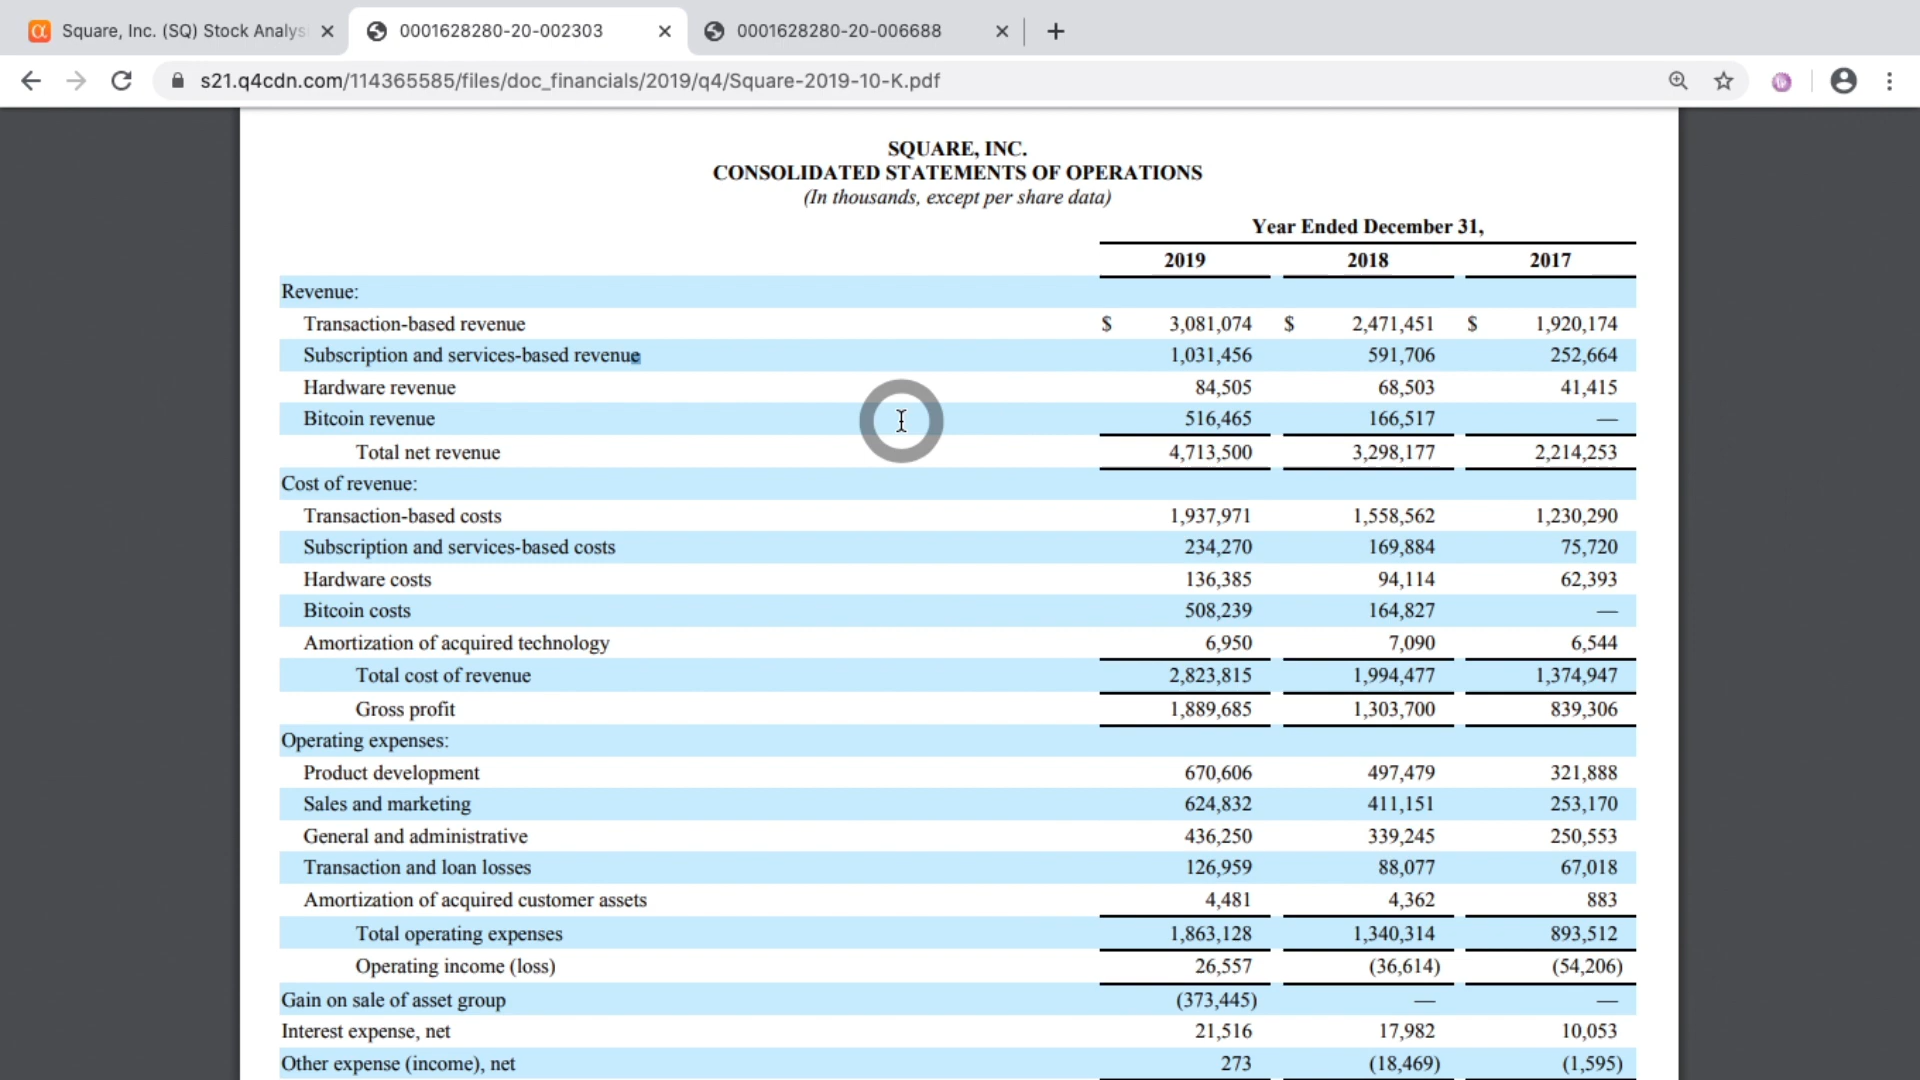 Square, Inc. (SQ) Stock Analys
0001628280-20-002303
0001628280-20-006688
s21.q4cdn.com/114365585/files/doc_financials/2019/q4/Square-2019-10-K.pdf
SQUARE, INC.
CONSOLIDATED STATEMENTS OF OPERATIONS
(In thousands, except per share data)
Year Ended December 31,
2019 2018 2017
Revenue:
Transaction-based revenue $ 3,081,074 $ 2,471,451 $ 1,920,174
Subscription and services-based revenue 1,031,456 591,706 252,664
Hardware revenue 84,505 68,503 41,415
Bitcoin revenue 516,465 166,517 —
Total net revenue 4,713,500 3,298,177 2,214,253
Cost of revenue:
Transaction-based costs 1,937,971 1,558,562 1,230,290
Subscription and services-based costs 234,270 169,884 75,720
Hardware costs 136,385 94,114 62,393
Bitcoin costs 508,239 164,827 —
Amortization of acquired technology 6,950 7,090 6,544
Total cost of revenue 2,823,815 1,994,477 1,374,947
Gross profit 1,889,685 1,303,700 839,306
Operating expenses:
Product development 670,606 497,479 321,888
Sales and marketing 624,832 411,151 253,170
General and administrative 436,250 339,245 250,553
Transaction and loan losses 126,959 88,077 67,018
Amortization of acquired customer assets 4,481 4,362 883
Total operating expenses 1,863,128 1,340,314 893,512
Operating income (loss) 26,557 (36,614) (54,206)
Gain on sale of asset group (373,445) — —
Interest expense, net 21,516 17,982 10,053
Other expense (income), net 273 (18,469) (1,595)